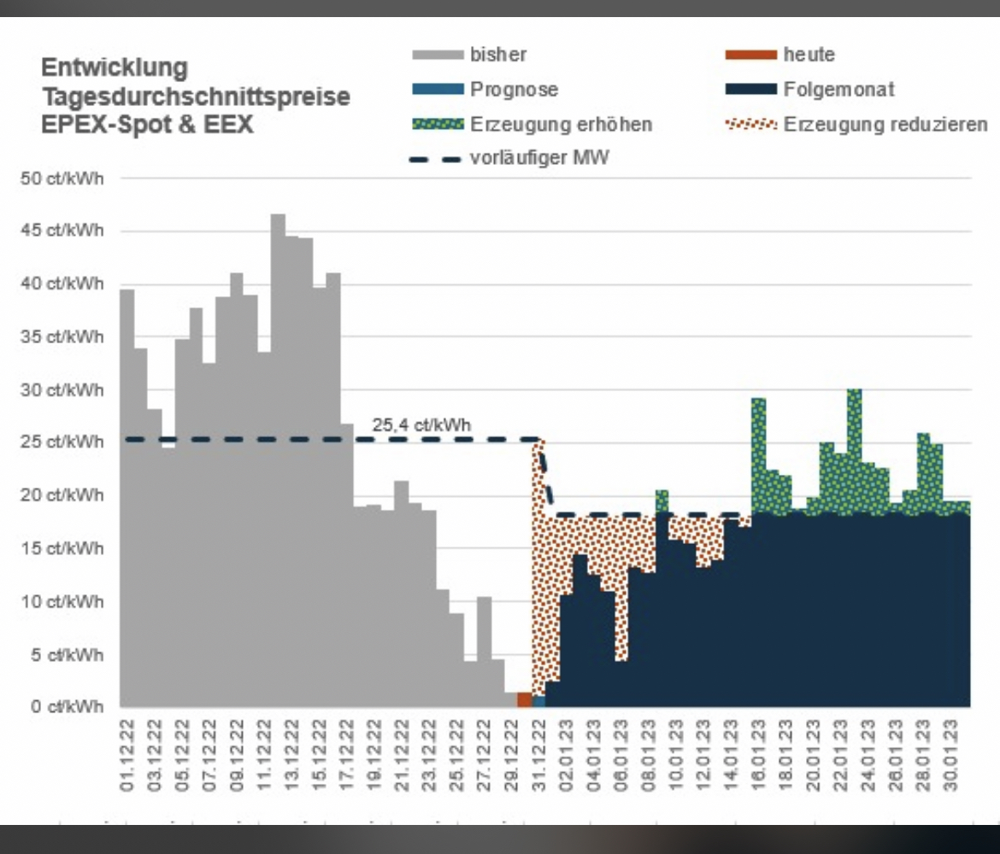 Entwicklung
Tagesdurchschnittspreise
EPEX-Spot & EEX
bisher
heute
Prognose
Folgemonat
Erzeugung erhöhen
Erzeugung reduzieren
vorläufiger MW
50 ct/kWh
45 ct/kWh
40 ct/kWh
35 ct/kWh
30 ct/kWh
25 ct/kWh
20 ct/kWh
15 ct/kWh
10 ct/kWh
5 ct/kWh
0 ct/kWh
25,4 ct/kWh
01.12.22
03.12.22
05.12.22
07.12.22
09.12.22
11.12.22
13.12.22
15.12.22
17.12.22
19.12.22
21.12.22
23.12.22
25.12.22
27.12.22
29.12.22
31.12.22
02.01.23
04.01.23
06.01.23
08.01.23
10.01.23
12.01.23
14.01.23
16.01.23
18.01.23
20.01.23
22.01.23
24.01.23
26.01.23
28.01.23
30.01.23